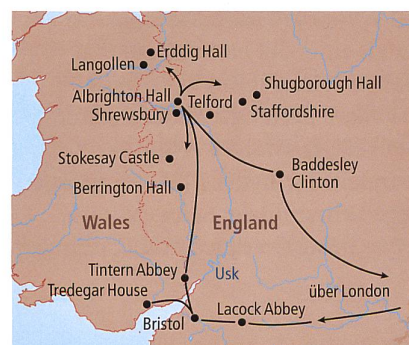 Erddig Hall
Langollen
Shugborough Hall
Albrighton Hall
Telford
Staffordshire
Shrewsbury
Stokesay Castle
Baddesley
Clinton
Berrington Hall
Wales
England
Tintern Abbey
Usk
Tredegar House
über London
Lacock Abbey
Bristol